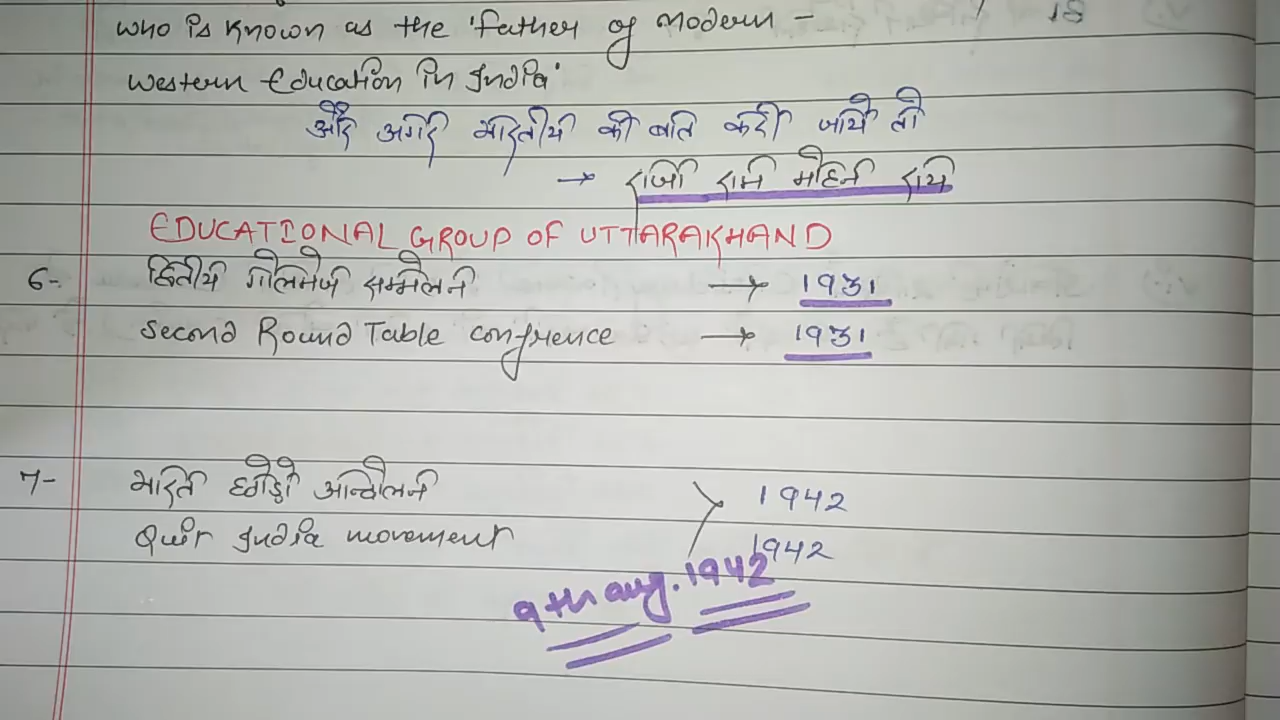 who is known as the 'father of modern -
western Education in India'
और अगर भारतीय की बात करी जाये तो
→ राजा राम मोहन राय
EDUCATIONAL GROUP OF UTTARAKHAND
6- द्वितीय गोलमेज सम्मेलन → 1931
Second Round Table confrence → 1931
7- भारत छोड़ो आन्दोलन 1942
Quit India movement 1942
9th aug. 1942